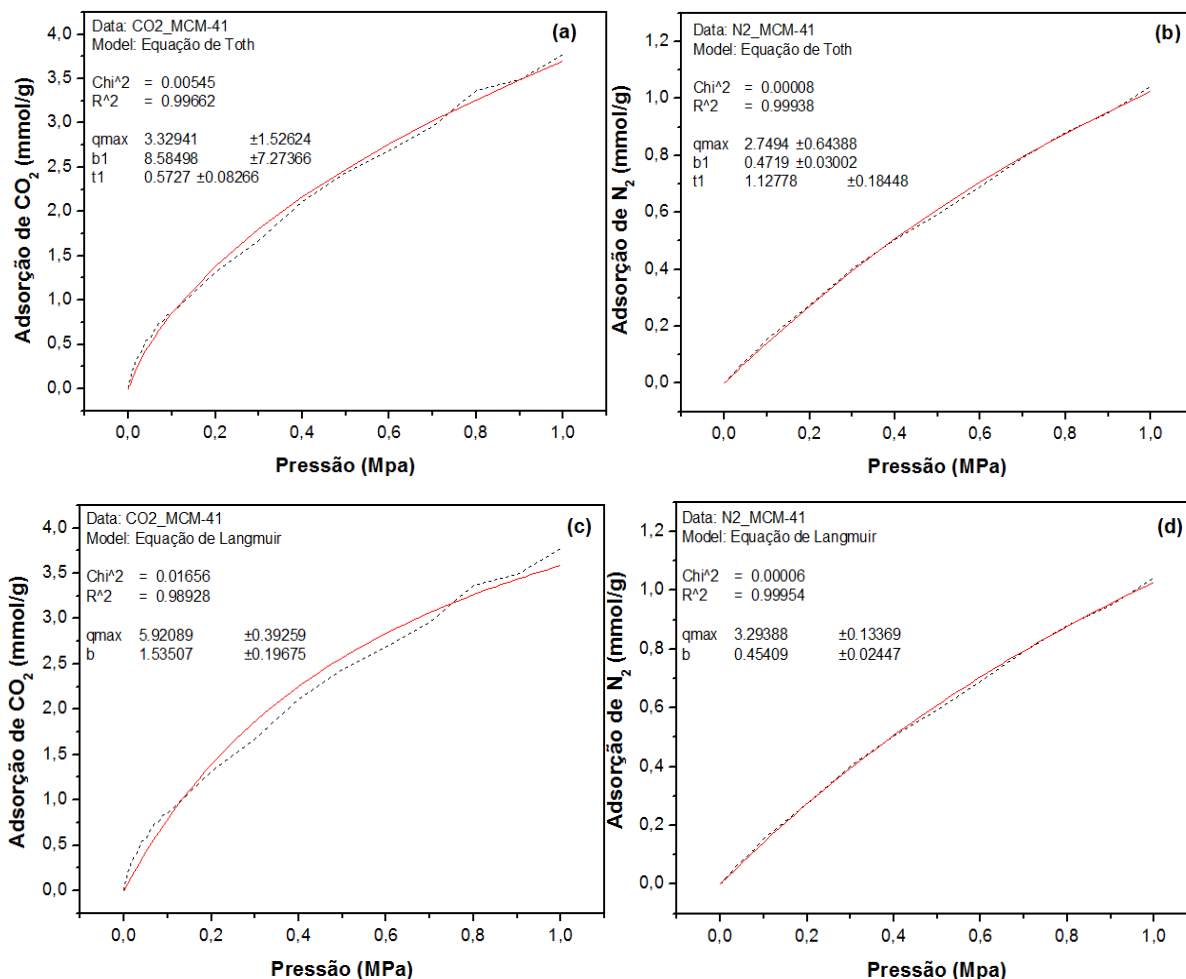 (a)
Data: CO2_MCM-41
Model: Equação de Toth
Chi^2 = 0.00545
R^2 = 0.99662
qmax 3.32941 ±1.52624
b1 8.58498 ±7.27366
t1 0.5727 ±0.08266
Adsorção de CO₂ (mmol/g)
4,0
3,5
3,0
2,5
2,0
1,5
1,0
0,5
0,0
0,0 0,2 0,4 0,6 0,8 1,0
Pressão (Mpa)
(b)
Data: N2_MCM-41
Model: Equação de Toth
Chi^2 = 0.00008
R^2 = 0.99938
qmax 2.7494 ±0.64388
b1 0.4719 ±0.03002
t1 1.12778 ±0.18448
Adsorção de N₂ (mmol/g)
1,2
1,0
0,8
0,6
0,4
0,2
0,0
0,0 0,2 0,4 0,6 0,8 1,0
Pressão (MPa)
(c)
Data: CO2_MCM-41
Model: Equação de Langmuir
Chi^2 = 0.01656
R^2 = 0.98928
qmax 5.92089 ±0.39259
b 1.53507 ±0.19675
Adsorção de CO₂ (mmol/g)
4,0
3,5
3,0
2,5
2,0
1,5
1,0
0,5
0,0
0,0 0,2 0,4 0,6 0,8 1,0
Pressão (MPa)
(d)
Data: N2_MCM-41
Model: Equação de Langmuir
Chi^2 = 0.00006
R^2 = 0.99954
qmax 3.29388 ±0.13369
b 0.45409 ±0.02447
Adsorção de N₂ (mmol/g)
1,2
1,0
0,8
0,6
0,4
0,2
0,0
0,0 0,2 0,4 0,6 0,8 1,0
Pressão (MPa)